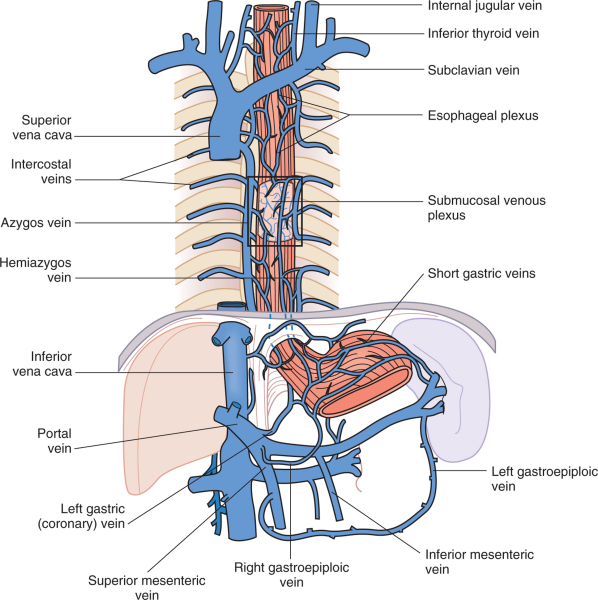 Internal jugular vein
Inferior thyroid vein
Subclavian vein
Esophageal plexus
Superior
vena cava
Intercostal
veins
Submucosal venous
plexus
Azygos vein
Hemiazygos
vein
Short gastric veins
Inferior
vena cava
Portal
vein
Left gastroepiploic
vein
Left gastric
(coronary) vein
Inferior mesenteric
vein
Right gastroepiploic
vein
Superior mesenteric
vein